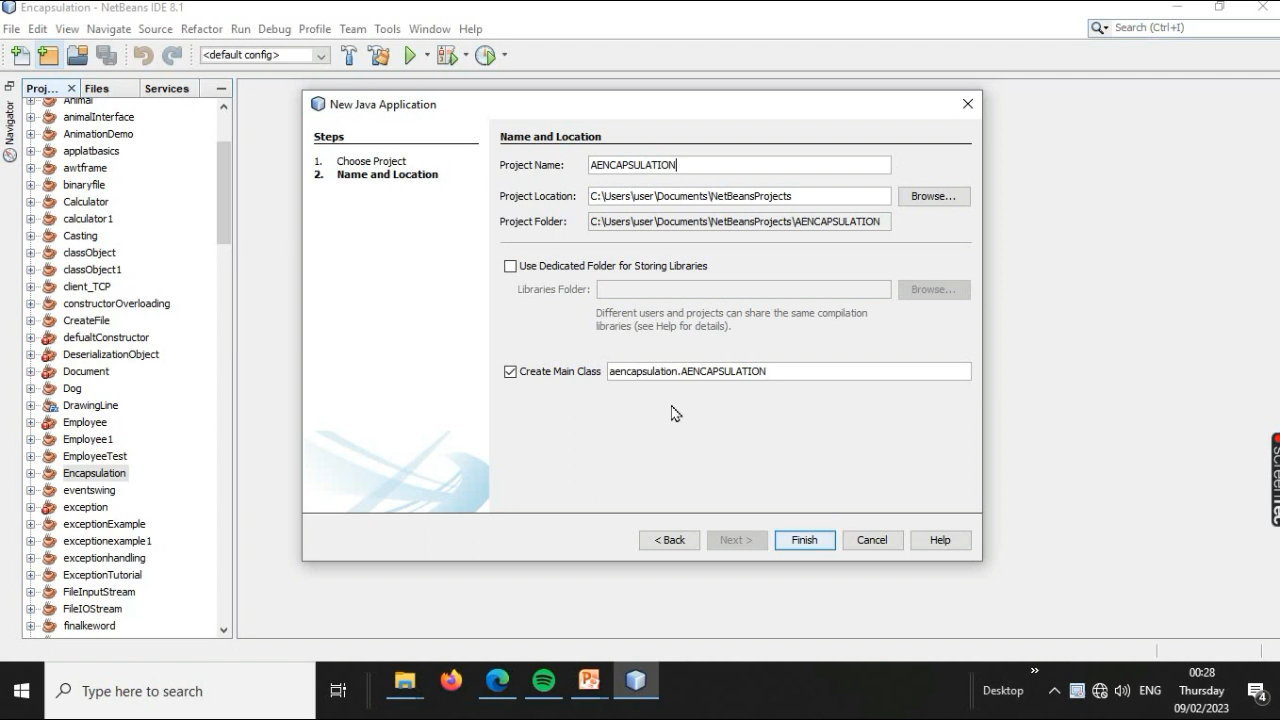 Encapsulation - NetBeans IDE 8.1
File Edit View Navigate Source Refactor Run Debug Profile Team Tools Window Help
Search (Ctrl+I)
<default config>
Proj... Files Services
Navigator
Animal
animalInterface
AnimationDemo
applatbasics
awtframe
binaryfile
Calculator
calculator1
Casting
classObject
classObject1
client_TCP
constructorOverloading
CreateFile
defualtConstructor
DeserializationObject
Document
Dog
DrawingLine
Employee
Employee1
EmployeeTest
Encapsulation
eventswing
exception
exceptionExample
exceptionexample1
exceptionhandling
ExceptionTutorial
FileInputStream
FileIOStream
finalkeword
New Java Application
Steps
1. Choose Project
2. Name and Location
Name and Location
Project Name: AENCAPSULATION
Project Location: C:\Users\user\Documents\NetBeansProjects Browse...
Project Folder: C:\Users\user\Documents\NetBeansProjects\AENCAPSULATION
Use Dedicated Folder for Storing Libraries
Libraries Folder: Browse...
Different users and projects can share the same compilation
libraries (see Help for details).
Create Main Class aencapsulation.AENCAPSULATION
< Back Next > Finish Cancel Help
Type here to search
Desktop
ENG
00:28
Thursday
09/02/2023
4